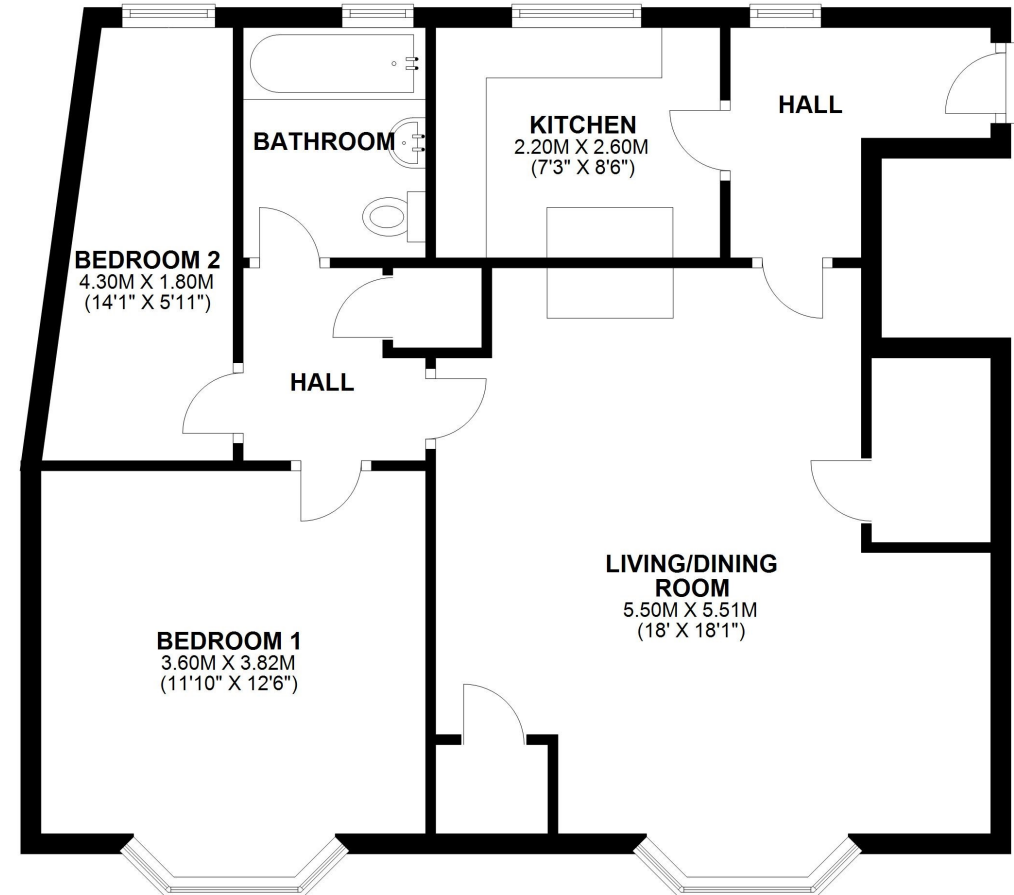 BATHROOM
KITCHEN
2.20M X 2.60M
(7'3" X 8'6")
HALL
BEDROOM 2
4.30M X 1.80M
(14'1" X 5'11")
HALL
LIVING/DINING
ROOM
5.50M X 5.51M
(18' X 18'1")
BEDROOM 1
3.60M X 3.82M
(11'10" X 12'6")